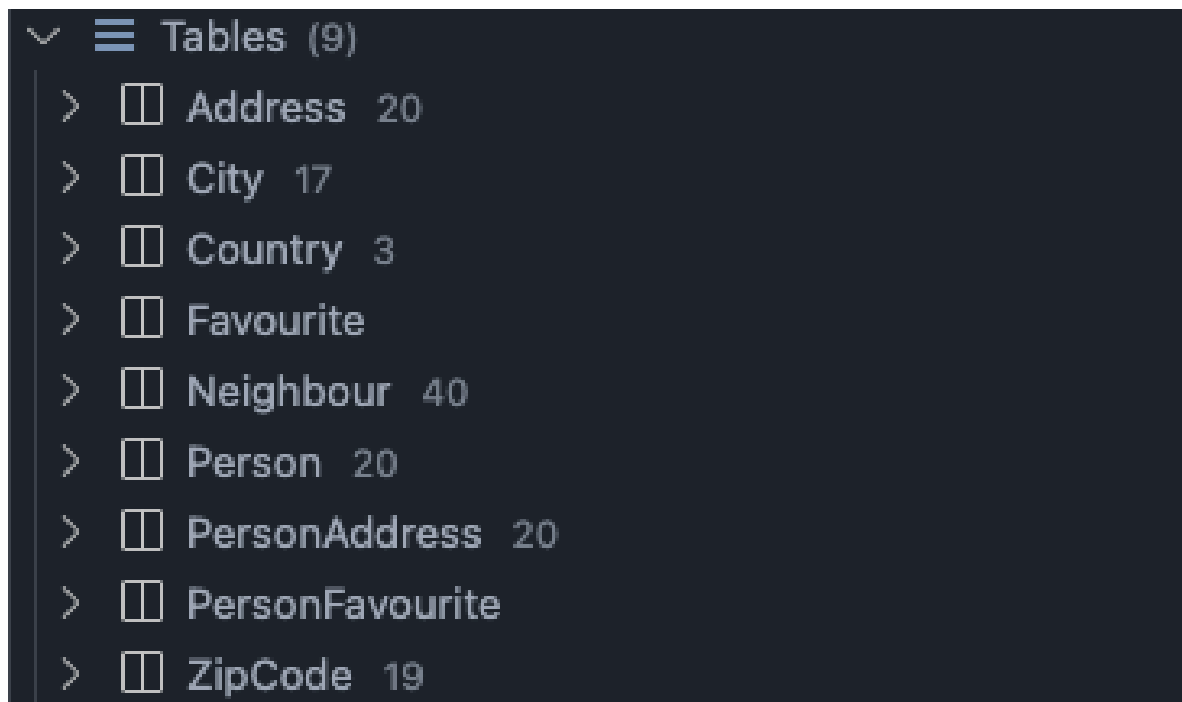 Tables (9)
Address 20
City 17
Country 3
Favourite
Neighbour 40
Person 20
PersonAddress 20
PersonFavourite
ZipCode 19